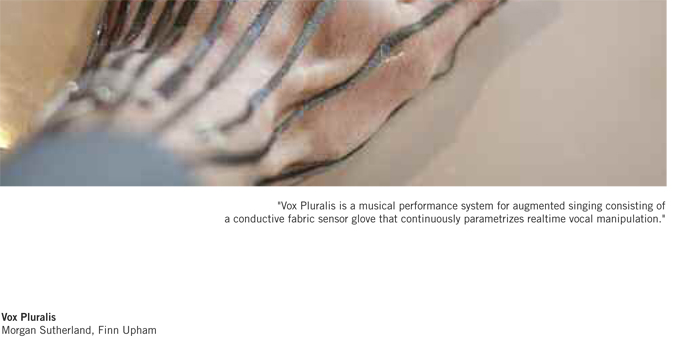 "Vox Pluralis is a musical performance system for augmented singing consisting of
a conductive fabric sensor glove that continuously parametrizes realtime vocal manipulation."
Vox Pluralis
Morgan Sutherland, Finn Upham